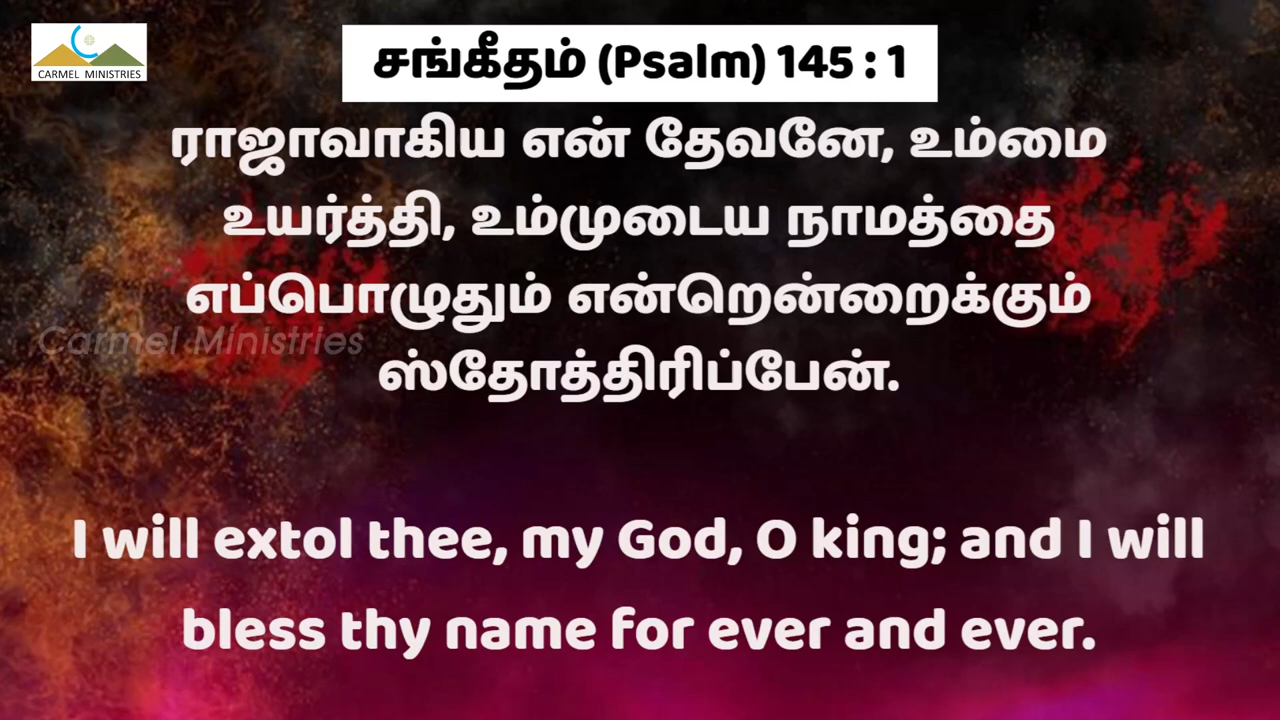 CARMEL MINISTRIES
சங்கீதம் (Psalm) 145 : 1
ராஜாவாகிய என் தேவனே, உம்மை
உயர்த்தி, உம்முடைய நாமத்தை
எப்பொழுதும் என்றென்றைக்கும்
Carmel Ministries
ஸ்தோத்திரிப்பேன்.
I will extol thee, my God, O king; and I will
bless thy name for ever and ever.